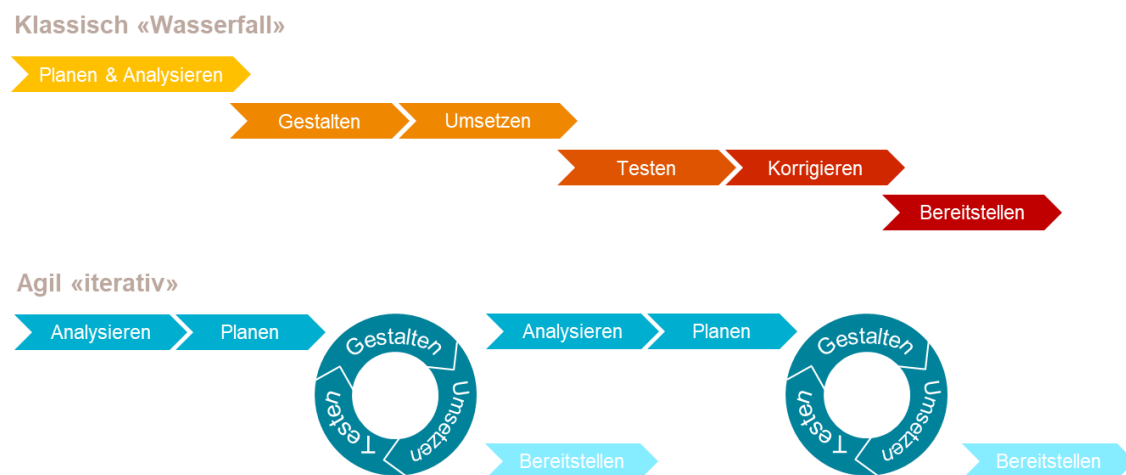 Klassisch «Wasserfall»
Planen & Analysieren
Gestalten
Umsetzen
Testen
Korrigieren
Bereitstellen
Agil «iterativ»
Analysieren
Planen
Gestalten
Umsetzen
Testen
Bereitstellen
Analysieren
Planen
Gestalten
Umsetzen
Testen
Bereitstellen